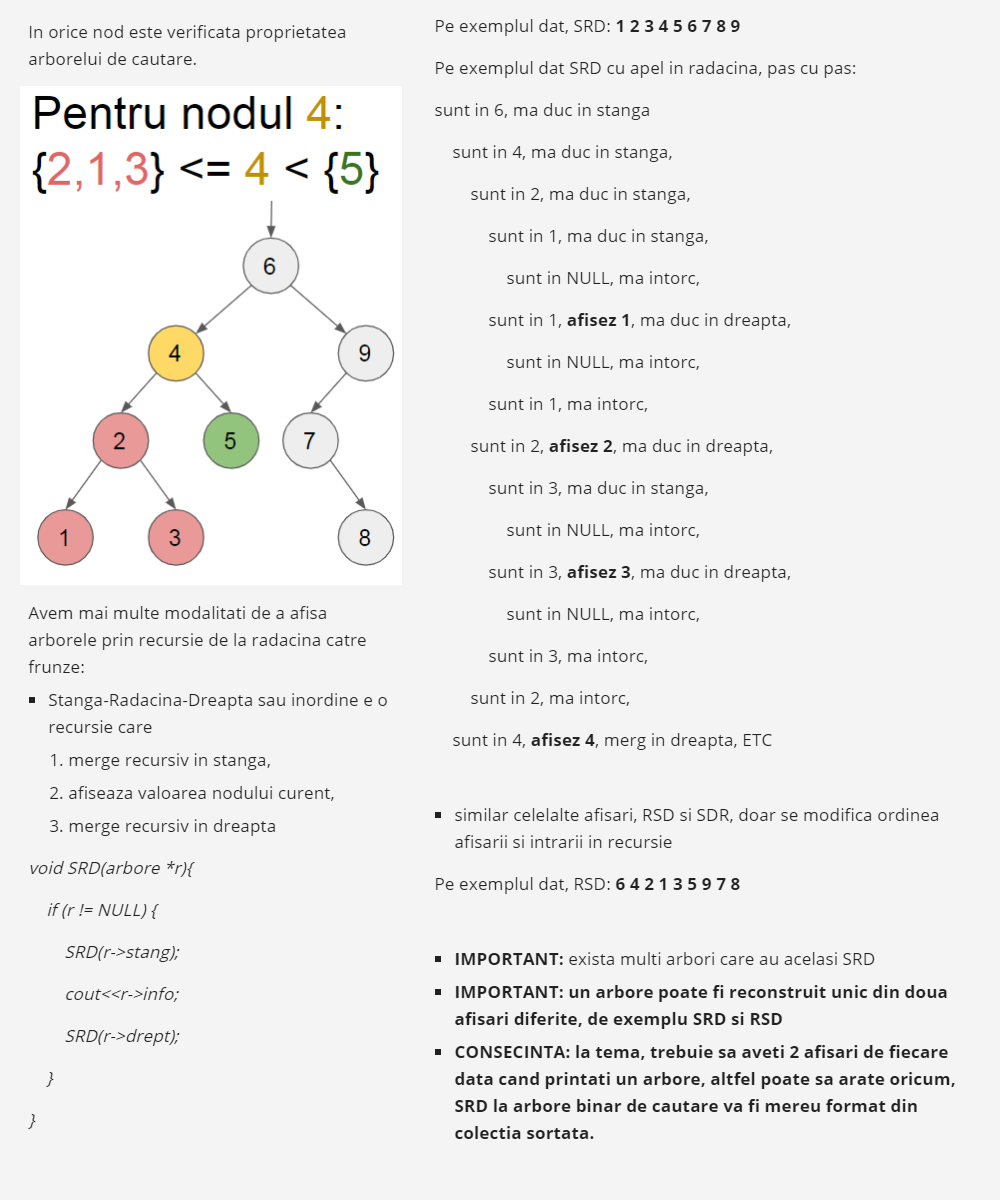 In orice nod este verificata proprietatea
arborelui de cautare.
Pentru nodul 4:
{2,1,3} <= 4 < {5}
6
4
9
2
5
7
1
3
8
Avem mai multe modalitati de a afisa
arborele prin recursie de la radacina catre
frunze:
▪ Stanga-Radacina-Dreapta sau inordine e o
recursie care
1. merge recursiv in stanga,
2. afiseaza valoarea nodului curent,
3. merge recursiv in dreapta
void SRD(arbore *r){
if (r != NULL) {
SRD(r->stang);
cout<<r->info;
SRD(r->drept);
}
}
Pe exemplul dat, SRD: 1 2 3 4 5 6 7 8 9
Pe exemplul dat SRD cu apel in radacina, pas cu pas:
sunt in 6, ma duc in stanga
sunt in 4, ma duc in stanga,
sunt in 2, ma duc in stanga,
sunt in 1, ma duc in stanga,
sunt in NULL, ma intorc,
sunt in 1, afisez 1, ma duc in dreapta,
sunt in NULL, ma intorc,
sunt in 1, ma intorc,
sunt in 2, afisez 2, ma duc in dreapta,
sunt in 3, ma duc in stanga,
sunt in NULL, ma intorc,
sunt in 3, afisez 3, ma duc in dreapta,
sunt in NULL, ma intorc,
sunt in 3, ma intorc,
sunt in 2, ma intorc,
sunt in 4, afisez 4, merg in dreapta, ETC
▪ similar celelalte afisari, RSD si SDR, doar se modifica ordinea
afisarii si intrarii in recursie
Pe exemplul dat, RSD: 6 4 2 1 3 5 9 7 8
▪ IMPORTANT: exista multi arbori care au acelasi SRD
▪ IMPORTANT: un arbore poate fi reconstruit unic din doua
afisari diferite, de exemplu SRD si RSD
▪ CONSECINTA: la tema, trebuie sa aveti 2 afisari de fiecare
data cand printati un arbore, altfel poate sa arate oricum,
SRD la arbore binar de cautare va fi mereu format din
colectia sortata.